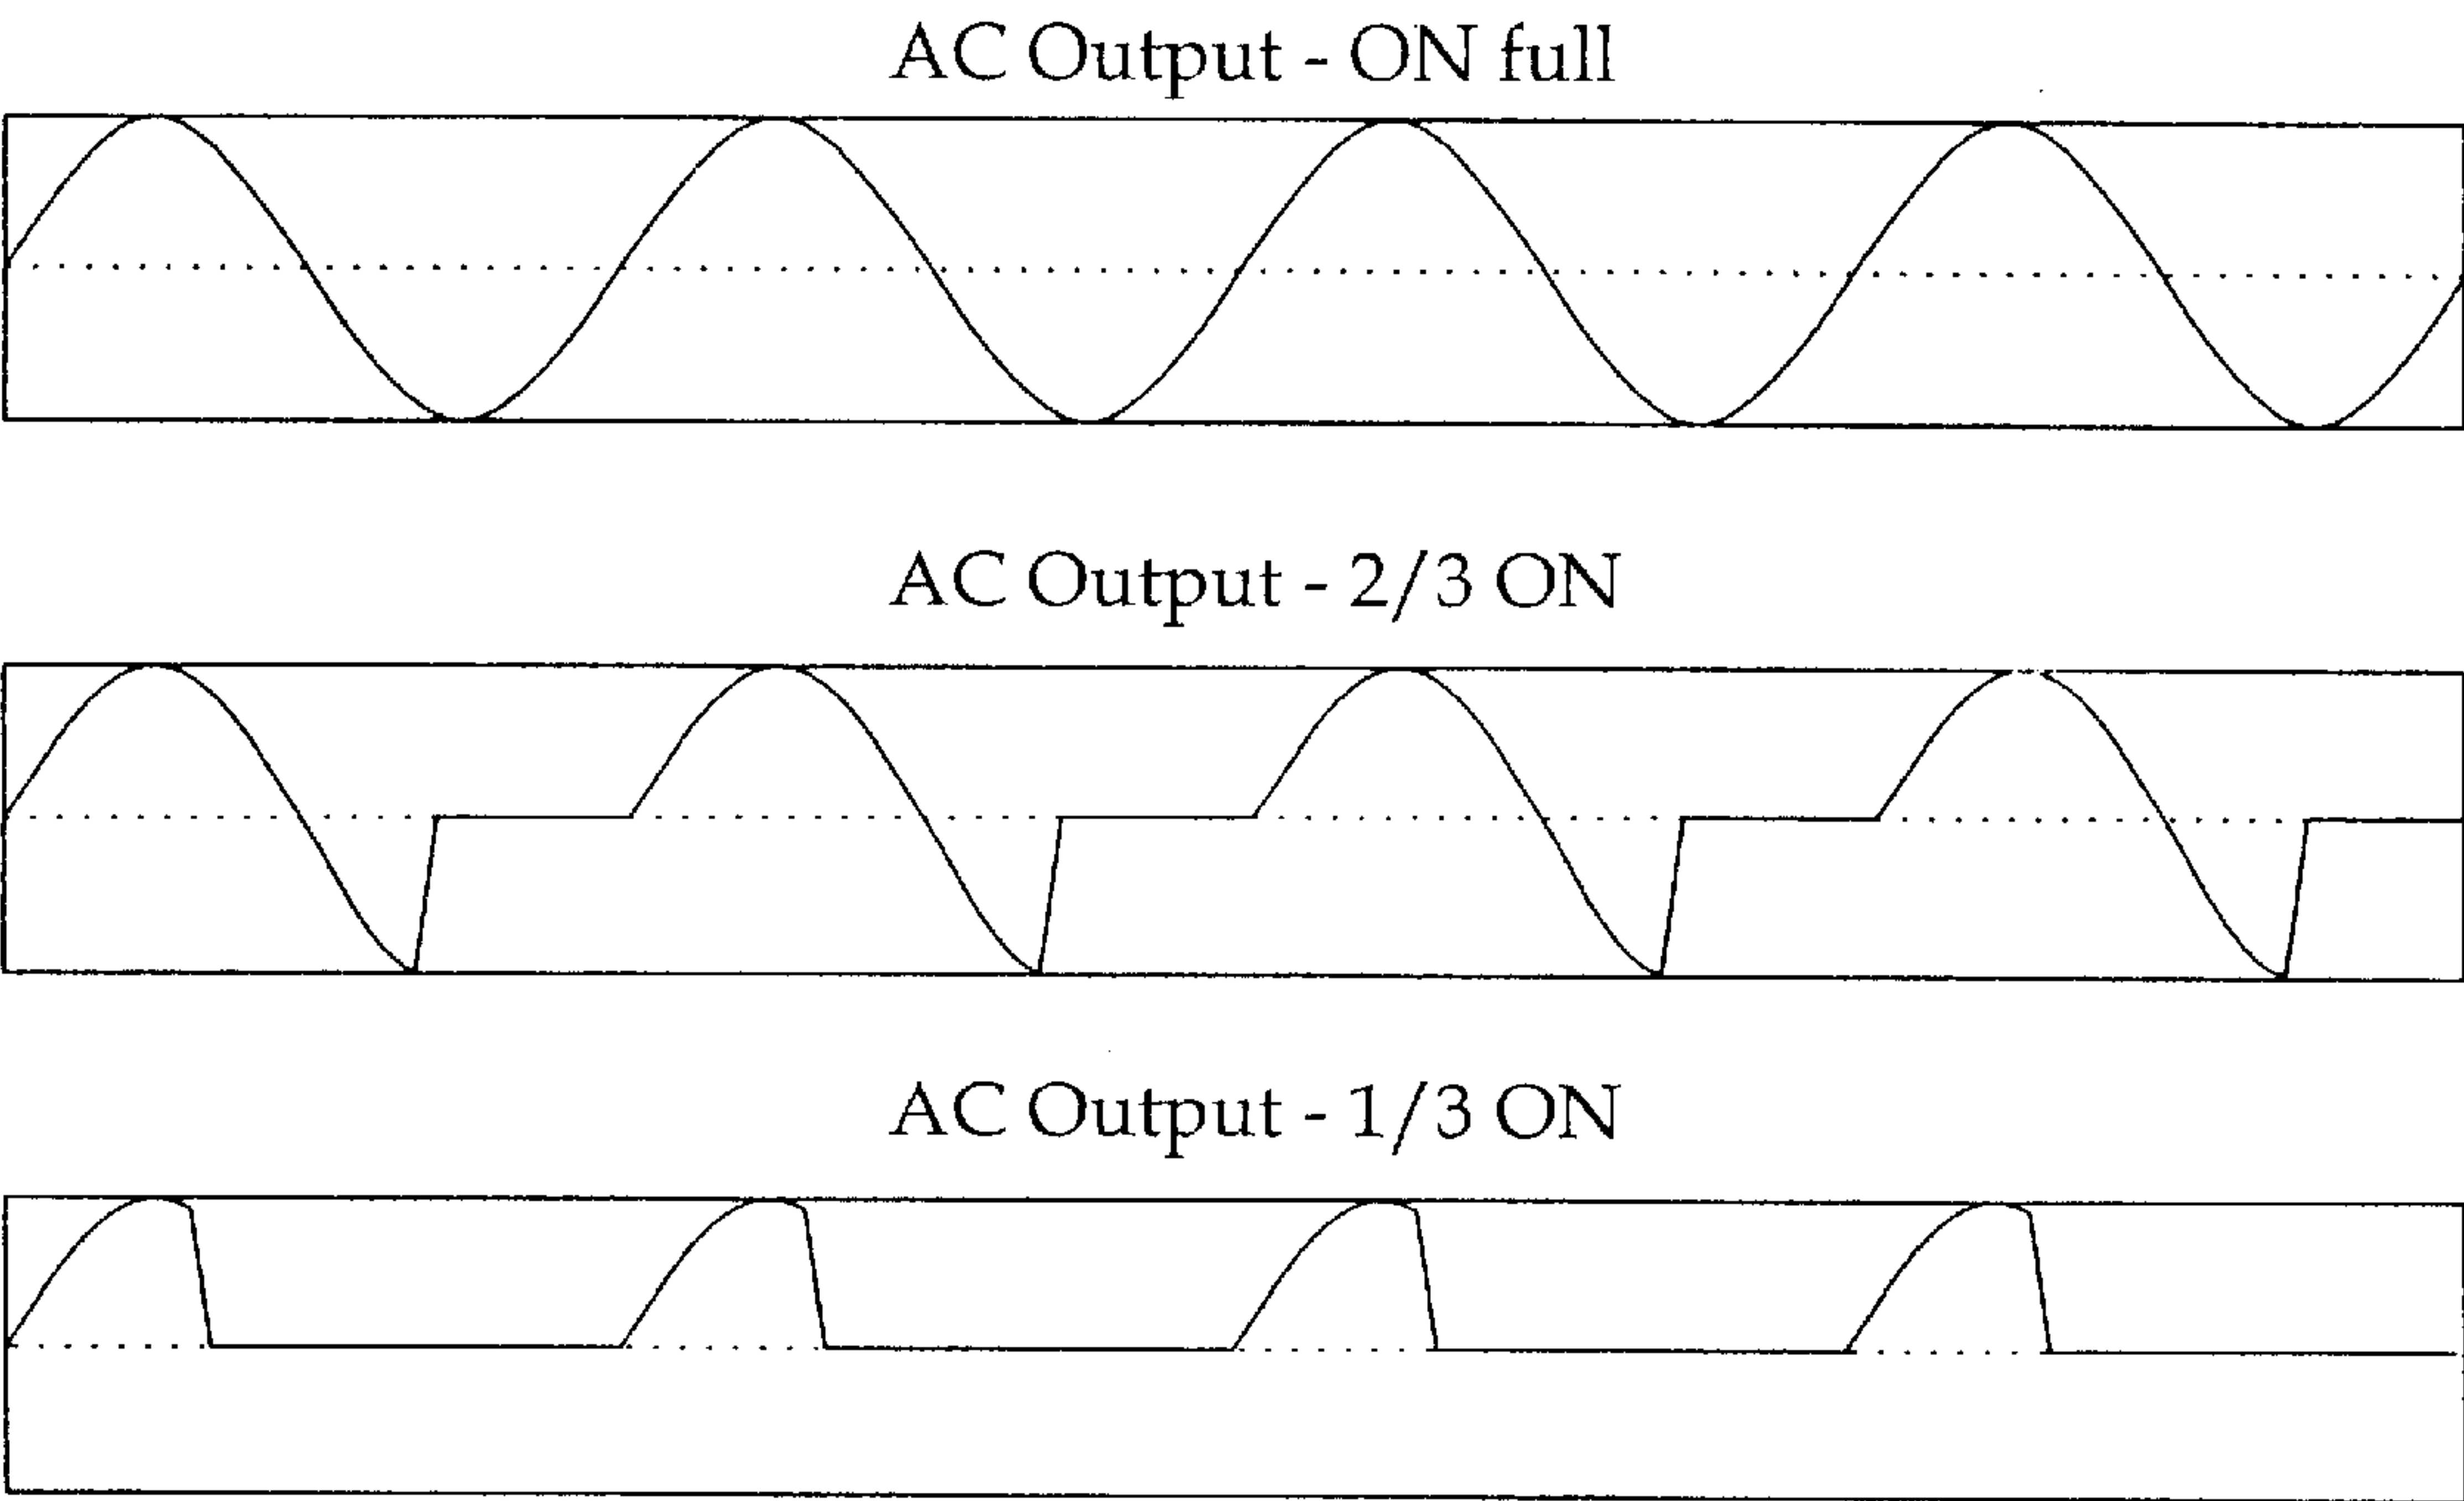 AC Output - ON full
AC Output - 2/3 ON
AC Output - 1/3 ON